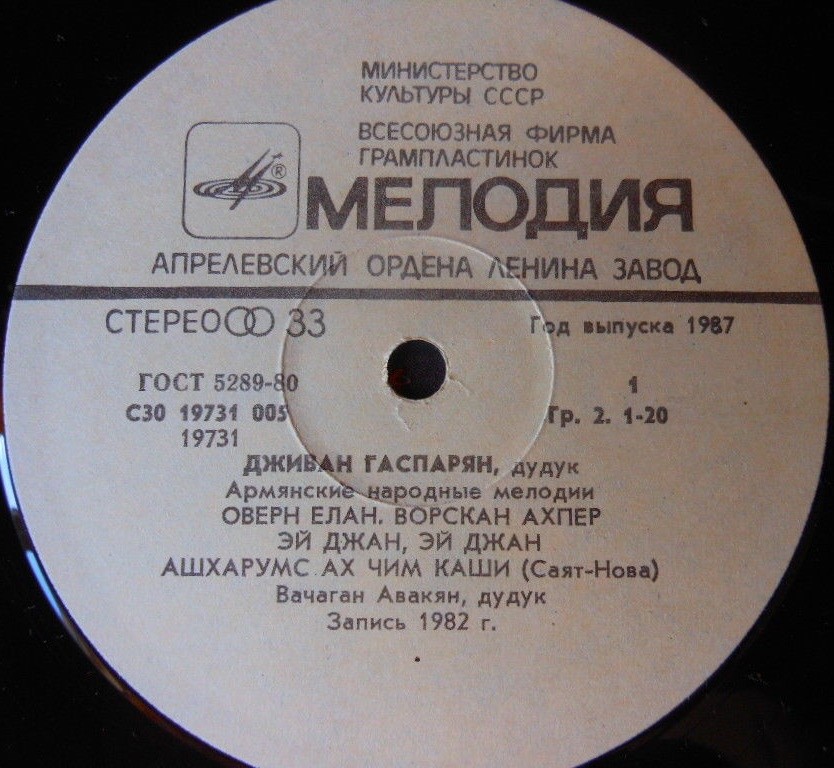 МИНИСТЕРСТВО
КУЛЬТУРЫ СССР
ВСЕСОЮЗНАЯ ФИРМА
ГРАМПЛАСТИНОК
®
МЕЛОДИЯ
АПРЕЛЕВСКИЙ ОРДЕНА ЛЕНИНА ЗАВОД
СТЕРЕО 33 Год выпуска 1987
ГОСТ 5289-80 1
С30 19731 005 Гр. 2. 1-20
19731
ДЖИВАН ГАСПАРЯН, дудук
Армянские народные мелодии
ОВЕРН ЕЛАН. ВОРСКАН АХПЕР
ЭЙ ДЖАН, ЭЙ ДЖАН
АШХАРУМС АХ ЧИМ КАШИ (Саят-Нова)
Вачаган Авакян, дудук
Запись 1982 г.